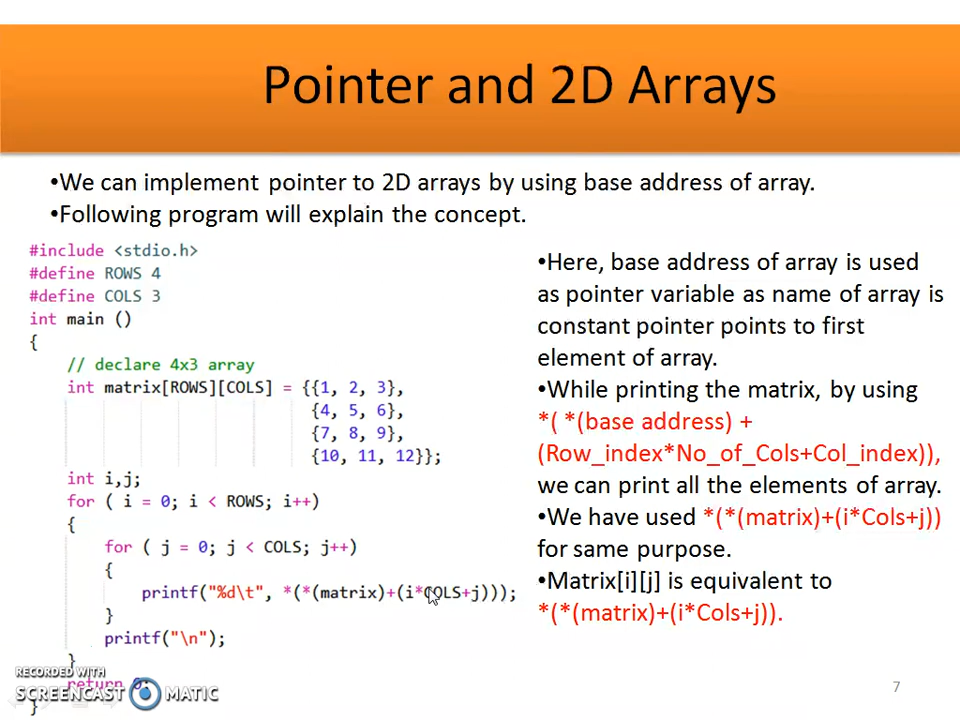 Pointer and 2D Arrays
•We can implement pointer to 2D arrays by using base address of array.
•Following program will explain the concept.
#include <stdio.h>
#define ROWS 4
#define COLS 3
int main ()
{
// declare 4x3 array
int matrix[ROWS][COLS] = {{1, 2, 3},
{4, 5, 6},
{7, 8, 9},
{10, 11, 12}};
int i,j;
for ( i = 0; i < ROWS; i++)
{
for ( j = 0; j < COLS; j++)
{
printf("%d\t", *(*(matrix)+(i*COLS+j)));
}
printf("\n");
}
return 0;
}
•Here, base address of array is used
as pointer variable as name of array is
constant pointer points to first
element of array.
•While printing the matrix, by using
*( *(base address) +
(Row_index*No_of_Cols+Col_index)),
we can print all the elements of array.
•We have used *(*(matrix)+(i*Cols+j))
for same purpose.
•Matrix[i][j] is equivalent to
*(*(matrix)+(i*Cols+j)).
RECORDED WITH
SCREENCAST MATIC
7